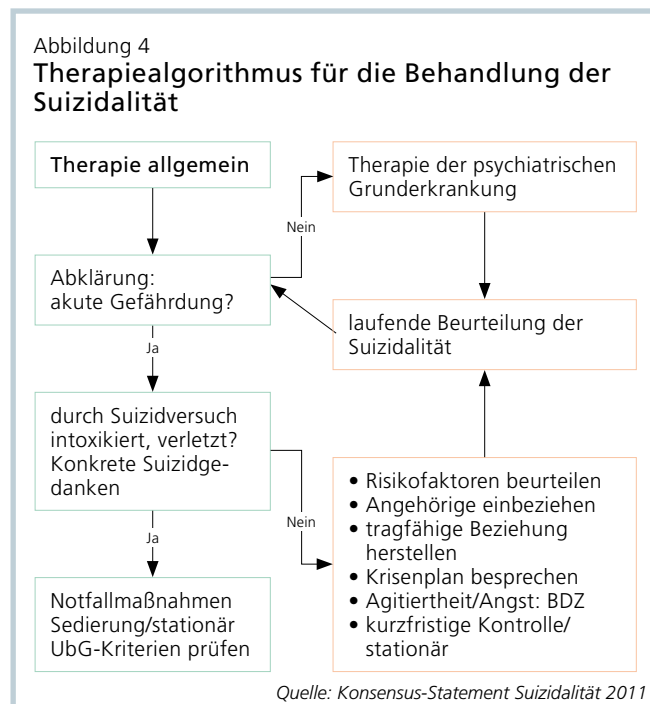 Abbildung 4
Therapiealgorithmus für die Behandlung der
Suizidalität
Therapie allgemein
Therapie der psychiatrischen
Grunderkrankung
Nein
Abklärung:
akute Gefährdung?
laufende Beurteilung der
Suizidalität
Ja
durch Suizidversuch
intoxikiert, verletzt?
Konkrete Suizidge-
danken
Nein
• Risikofaktoren beurteilen
• Angehörige einbeziehen
• tragfähige Beziehung
herstellen
• Krisenplan besprechen
• Agitiertheit/Angst: BDZ
• kurzfristige Kontrolle/
stationär
Ja
Notfallmaßnahmen
Sedierung/stationär
UbG-Kriterien prüfen
Quelle: Konsensus-Statement Suizidalität 2011